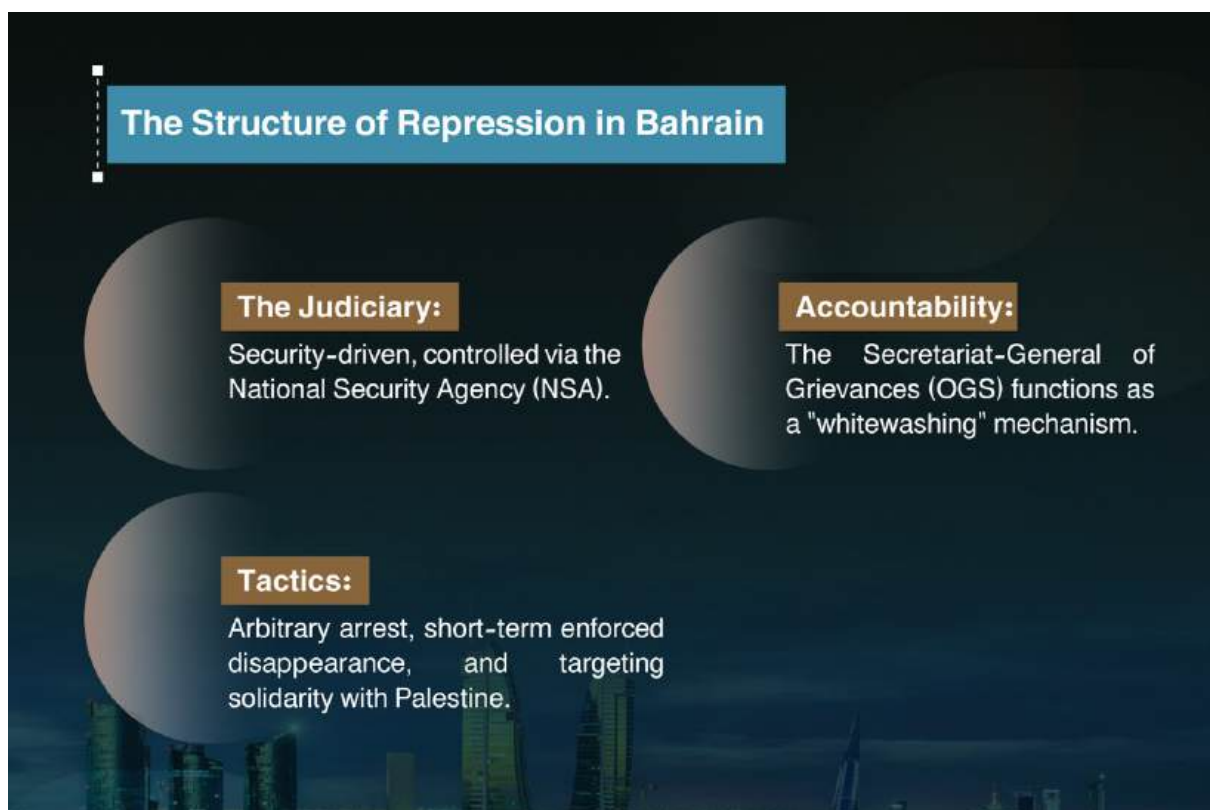 The Structure of Repression in Bahrain
The Judiciary:
Security-driven, controlled via the
National Security Agency (NSA).
Accountability:
The Secretariat-General of
Grievances (OGS) functions as
a "whitewashing" mechanism.
Tactics:
Arbitrary arrest, short-term enforced
disappearance, and targeting
solidarity with Palestine.